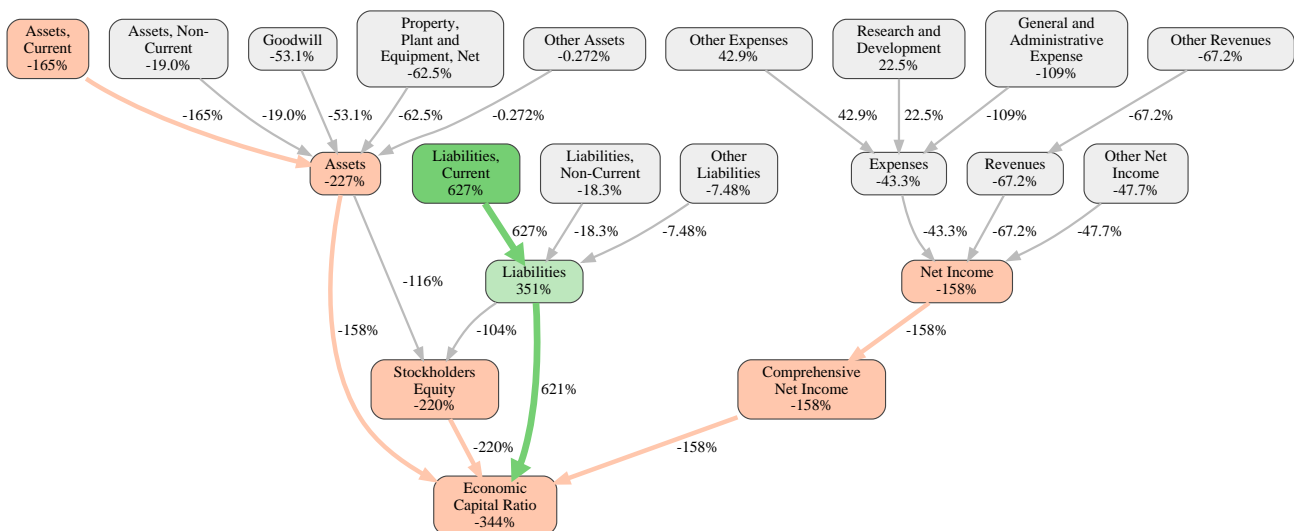 Assets,
Current
-165%
Assets, Non-
Current
-19.0%
Goodwill
-53.1%
Property,
Plant and
Equipment, Net
-62.5%
Other Assets
-0.272%
Other Expenses
42.9%
Research and
Development
22.5%
General and
Administrative
Expense
-109%
Other Revenues
-67.2%
-165%
-19.0%
-53.1%
-62.5%
-0.272%
42.9%
22.5%
-109%
-67.2%
Assets
-227%
Liabilities,
Current
627%
Liabilities,
Non-Current
-18.3%
Other
Liabilities
-7.48%
Expenses
-43.3%
Revenues
-67.2%
Other Net
Income
-47.7%
627%
-18.3%
-7.48%
-43.3%
-67.2%
-47.7%
Liabilities
351%
Net Income
-158%
-116%
-158%
-104%
-158%
Stockholders
Equity
-220%
621%
Comprehensive
Net Income
-158%
-220%
-158%
Economic
Capital Ratio
-344%